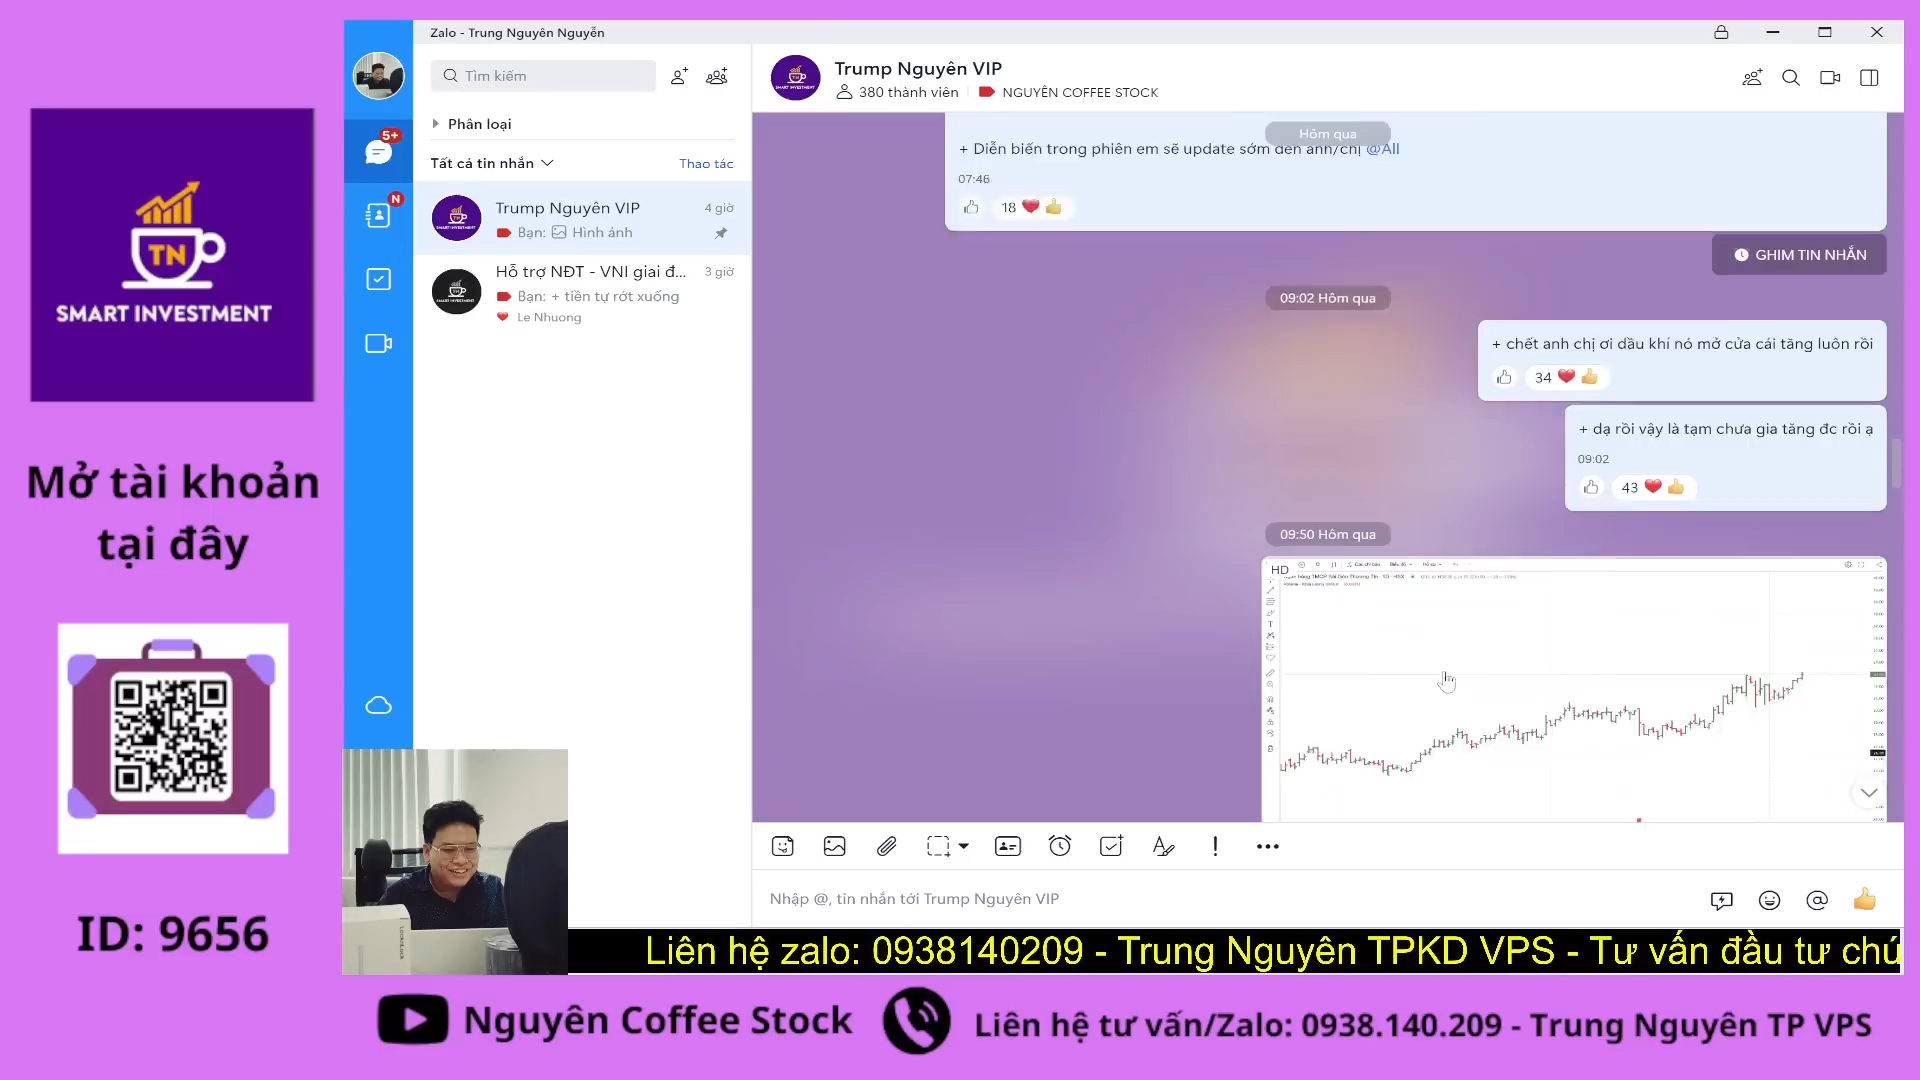 TN
SMART INVESTMENT
Mở tài khoản
tại đây
ID: 9656
Zalo - Trung Nguyên Nguyễn
Tìm kiếm
5+
N
Phân loại
Tất cả tin nhắn
Thao tác
Trump Nguyên VIP
4 giờ
Bạn: Hình ảnh
Hỗ trợ NĐT - VNI giai đ...
3 giờ
Bạn: + tiền tự rớt xuống
Le Nhuong
Trump Nguyên VIP
380 thành viên
NGUYÊN COFFEE STOCK
Hôm qua
+ Diễn biến trong phiên em sẽ update sớm đến anh/chị @All
07:46
18
GHIM TIN NHẮN
09:02 Hôm qua
+ chết anh chị ơi dầu khí nó mở cửa cái tăng luôn rồi
34
+ dạ rồi vậy là tạm chưa gia tăng đc rồi ạ
09:02
43
09:50 Hôm qua
HD
Nhập @, tin nhắn tới Trump Nguyên VIP
Liên hệ zalo: 0938140209 - Trung Nguyên TPKD VPS - Tư vấn đầu tư chú
Nguyên Coffee Stock
Liên hệ tư vấn/Zalo: 0938.140.209 - Trung Nguyên TP VPS